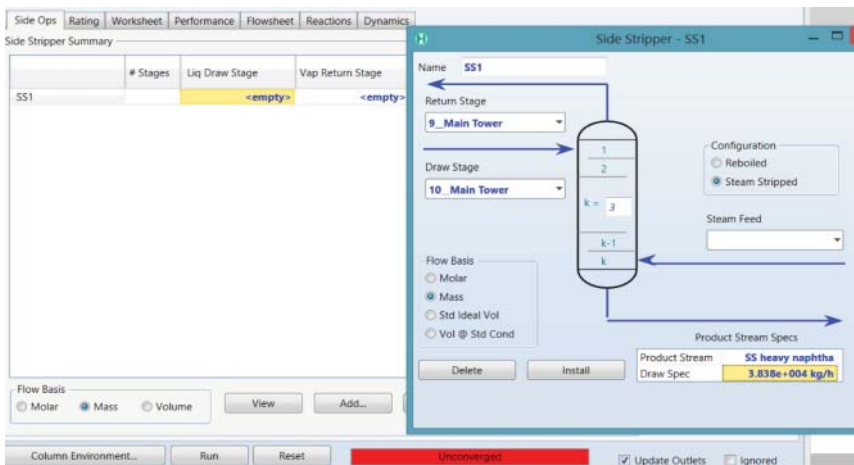 Side Ops Rating Worksheet Performance Flowsheet Reactions Dynamics
Side Stripper Summary
# Stages Liq Draw Stage Vap Return Stage
SS1 <empty> <empty>
Flow Basis
Molar Mass Volume View Add...
Column Environment... Run Reset Unconverged Update Outlets Ignored
Side Stripper - SS1
Name SS1
Return Stage
9__Main Tower
Draw Stage
10__Main Tower
1
2
k = 3
k-1
k
Configuration
Reboiled
Steam Stripped
Steam Feed
Flow Basis
Molar
Mass
Std Ideal Vol
Vol @ Std Cond
Delete Install
Product Stream Specs
Product Stream SS heavy naphtha
Draw Spec 3.838e+004 kg/h